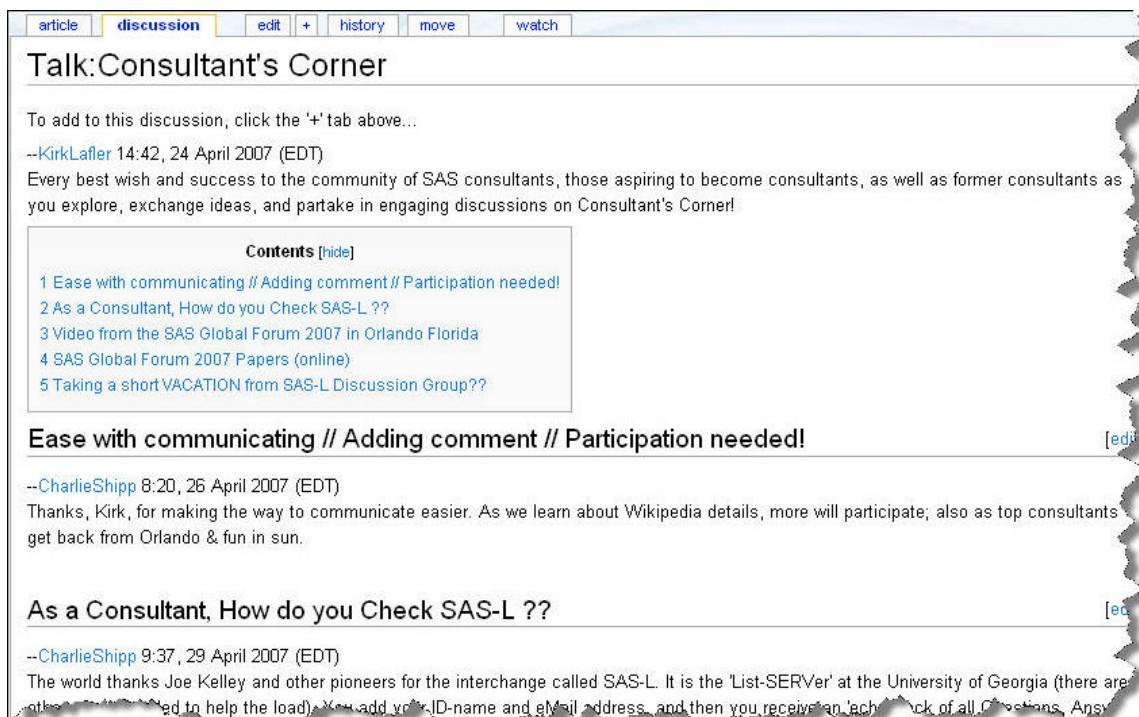 article discussion edit + history move watch
Talk:Consultant's Corner
To add to this discussion, click the '+' tab above...
--KirkLafler 14:42, 24 April 2007 (EDT)
Every best wish and success to the community of SAS consultants, those aspiring to become consultants, as well as former consultants as
you explore, exchange ideas, and partake in engaging discussions on Consultant's Corner!
Contents [hide]
1 Ease with communicating // Adding comment // Participation needed!
2 As a Consultant, How do you Check SAS-L ??
3 Video from the SAS Global Forum 2007 in Orlando Florida
4 SAS Global Forum 2007 Papers (online)
5 Taking a short VACATION from SAS-L Discussion Group??
Ease with communicating // Adding comment // Participation needed! [edit
--CharlieShipp 8:20, 26 April 2007 (EDT)
Thanks, Kirk, for making the way to communicate easier. As we learn about Wikipedia details, more will participate; also as top consultants
get back from Orlando & fun in sun.
As a Consultant, How do you Check SAS-L ?? [ed
--CharlieShipp 9:37, 29 April 2007 (EDT)
The world thanks Joe Kelley and other pioneers for the interchange called SAS-L. It is the 'List-SERVer' at the University of Georgia (there are
to help the load). You add your ID-name and eMail address, and then you receive an of all